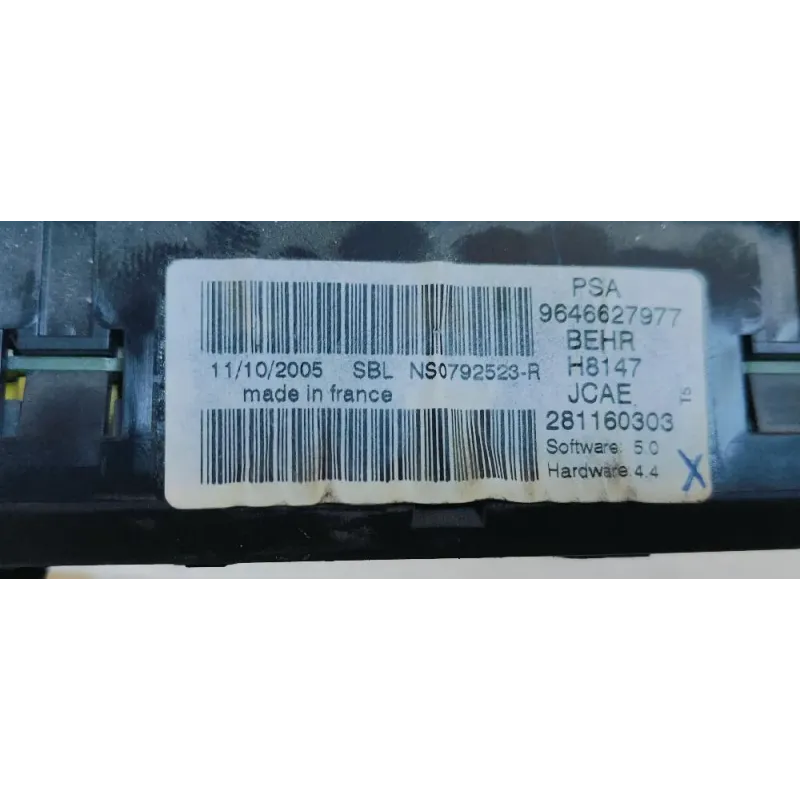 PSA
9646627977
BEHR
11/10/2005 SBL NS0792523-R H8147
made in france JCAE
281160303
T5
Software: 5.0
Hardware 4.4
X